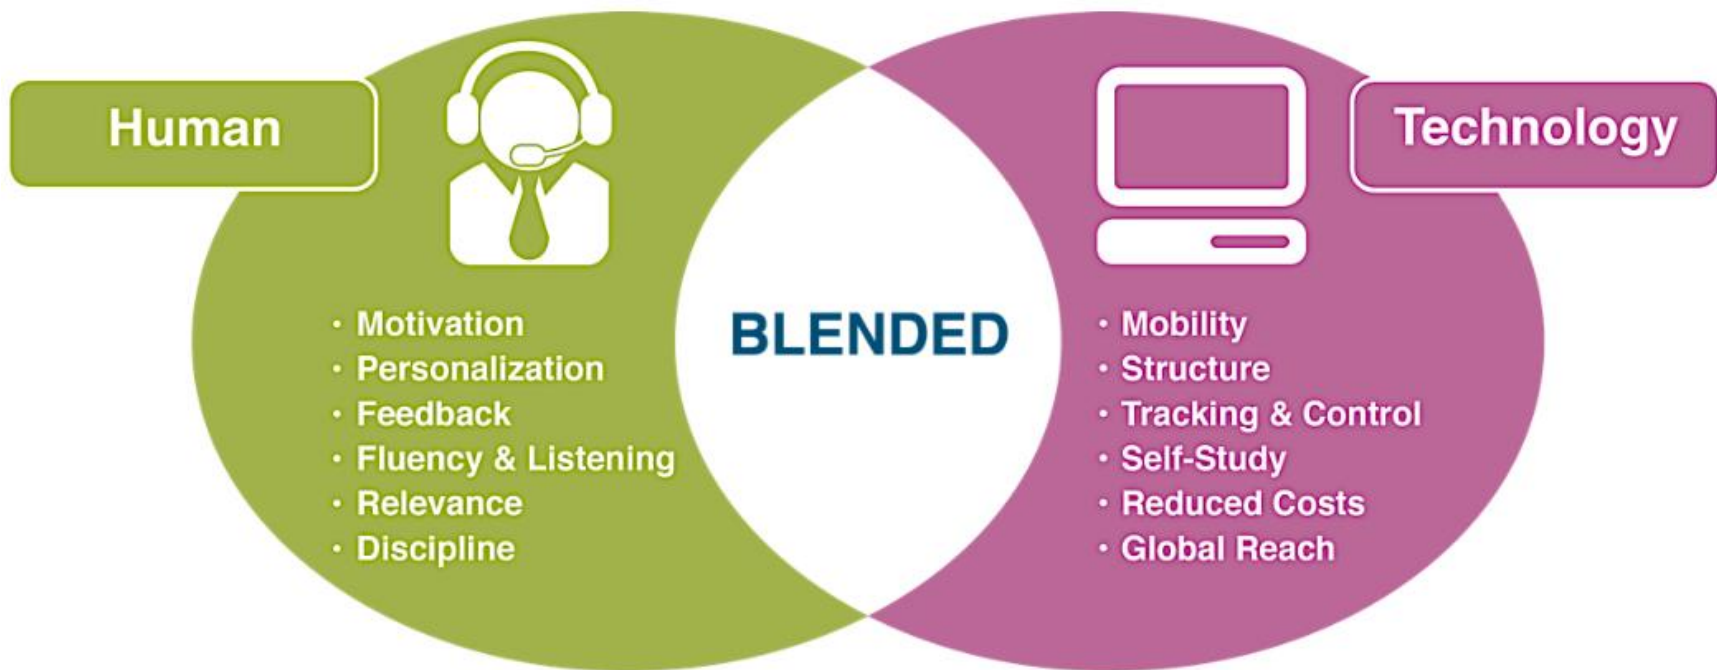 Human
· Motivation
· Personalization
· Feedback
· Fluency & Listening
· Relevance
· Discipline
BLENDED
Technology
· Mobility
· Structure
· Tracking & Control
· Self-Study
· Reduced Costs
· Global Reach